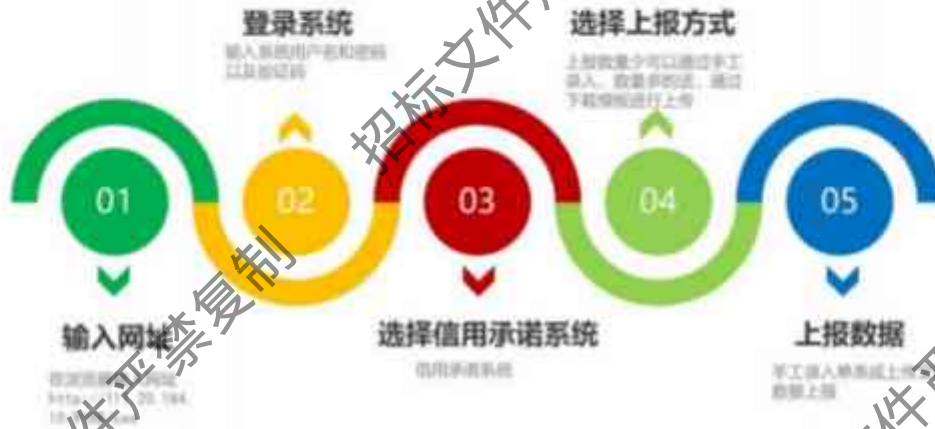 登录系统
输入系统用户名和密码
以及验证码
选择上报方式
上报数量少可以通过手工
录入，数量多的话，通过
下载模板进行上传
01
02
03
04
05
输入网址
选择信用承诺系统
信用承诺系统
上报数据
手工录入单条或上传
数据上报
招标文件
件严禁复制